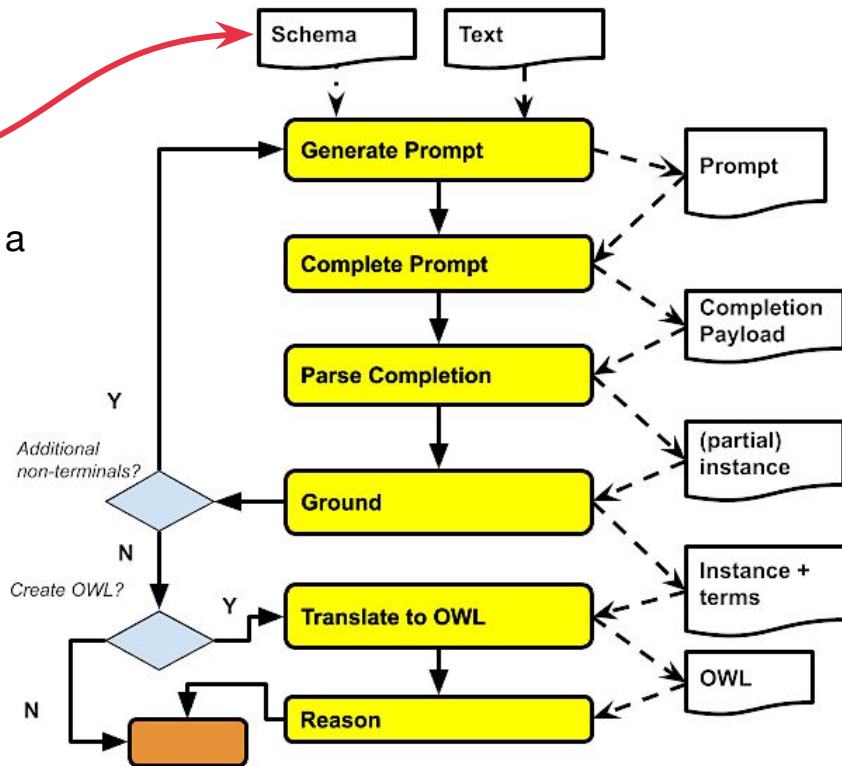 Schema
Text
Generate Prompt
Prompt
a
Complete Prompt
Completion
Payload
Parse Completion
Y
Additional
non-terminals?
(partial)
instance
Ground
N
Create OWL?
Y
Translate to OWL
Instance +
terms
OWL
N
Reason